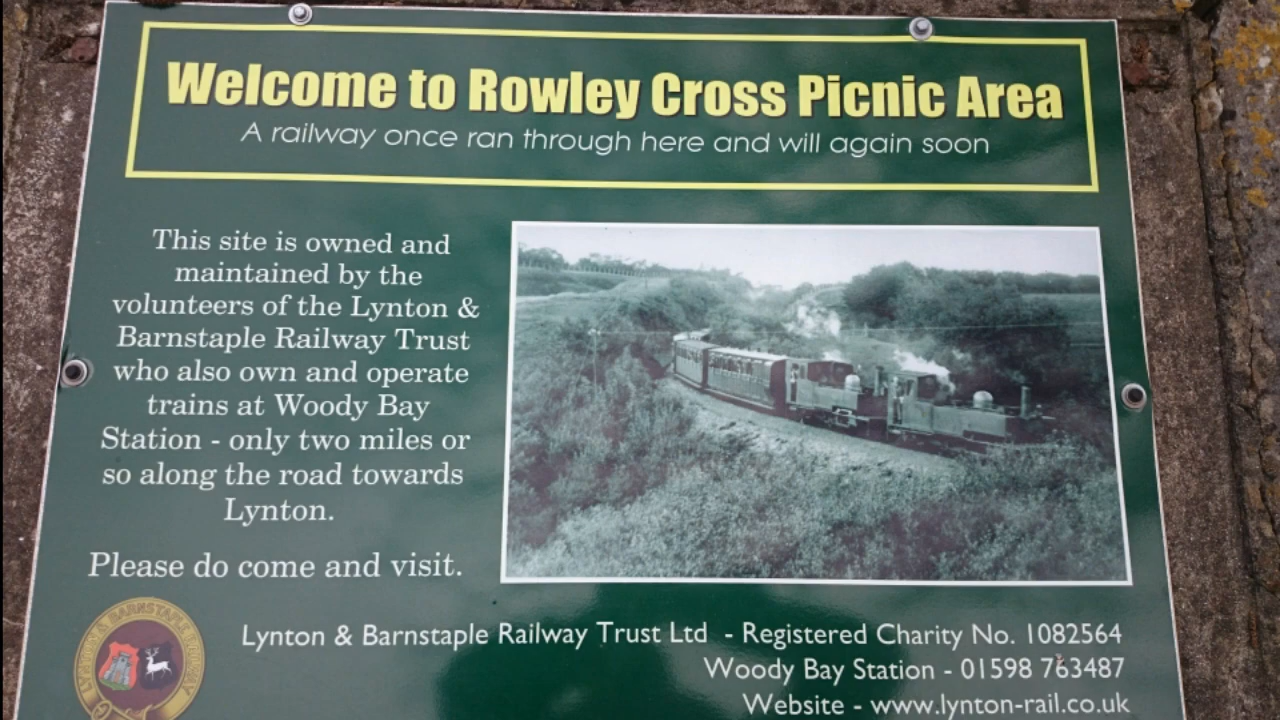 Welcome to Rowley Cross Picnic Area
A railway once ran through here and will again soon
This site is owned and
maintained by the
volunteers of the Lynton &
Barnstaple Railway Trust
who also own and operate
trains at Woody Bay
Station - only two miles or
so along the road towards
Lynton.
Please do come and visit.
Lynton & Barnstaple Railway Trust Ltd - Registered Charity No. 1082564
Woody Bay Station - 01598 763487
Website - www.lynton-rail.co.uk
LYNTON & BARNSTAPLE RAILWAY